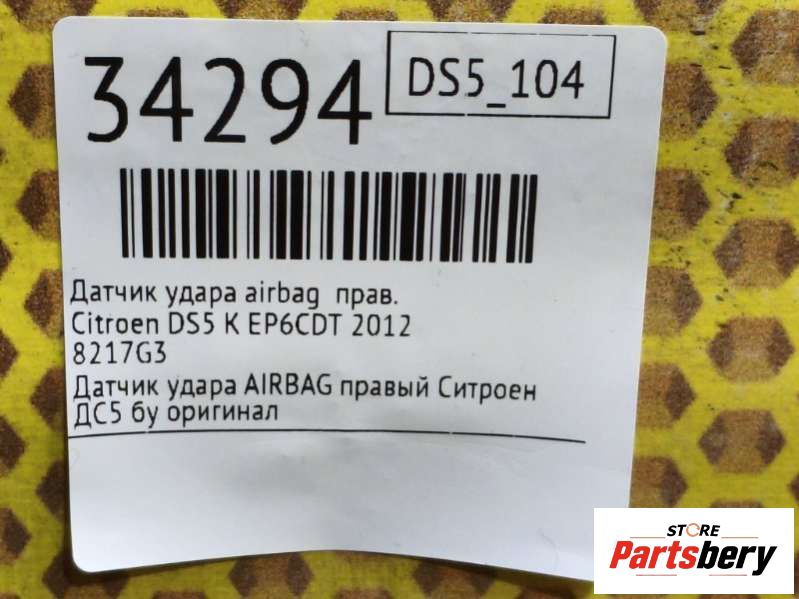 34294
DS5_104
Датчик удара airbag прав.
Citroen DS5 K EP6CDT 2012
8217G3
Датчик удара AIRBAG правый Ситроен
ДС5 бу оригинал
STORE
Partsbery